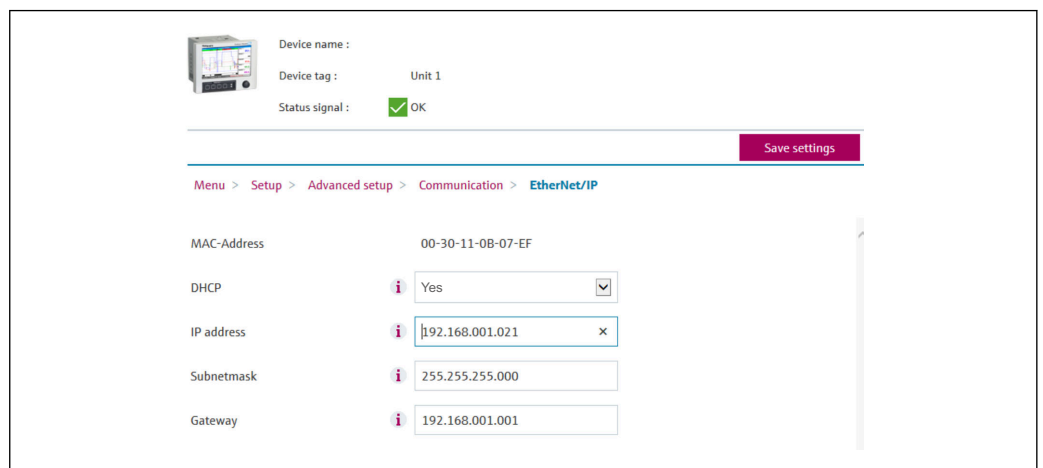 Device name :
Device tag : Unit 1
Status signal : OK
Save settings
Menu > Setup > Advanced setup > Communication > EtherNet/IP
MAC-Address 00-30-11-0B-07-EF
DHCP i Yes
IP address i 192.168.001.021 ×
Subnetmask i 255.255.255.000
Gateway i 192.168.001.001